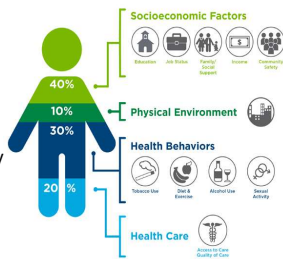 Socioeconomic Factors
Education
Job Status
Family/
Social
Support
Income
Community
Safety
40%
10%
Physical Environment
30%
Health Behaviors
Tobacco Use
Diet &
Exercise
Alcohol Use
Sexual
Activity
20 %
Health Care
Access to Care
Quality of Care